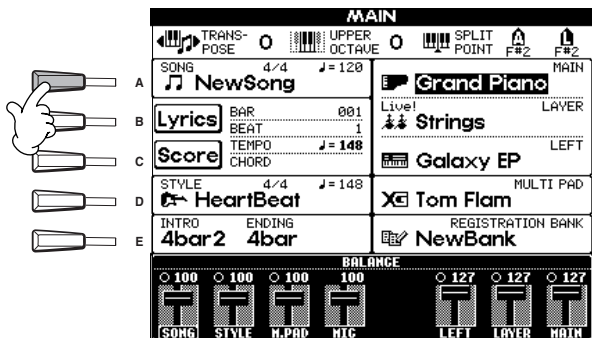 MAIN
TRANS-POSE 0 UPPER OCTAVE 0 SPLIT POINT A F#2 L F#2
SONG 4/4 ♩=120
NewSong
MAIN
Grand Piano
A
Lyrics BAR 001
BEAT 1
Live! LAYER
Strings
B
Score TEMPO ♩=148
CHORD
LEFT
Galaxy EP
C
STYLE 4/4 ♩=148
HeartBeat
MULTI PAD
XG Tom Flam
D
INTRO ENDING
4bar2 4bar
REGISTRATION BANK
NewBank
E
BALANCE
100 100 100 100 127 127 127
SONG STYLE M.PAD MIC LEFT LAYER MAIN